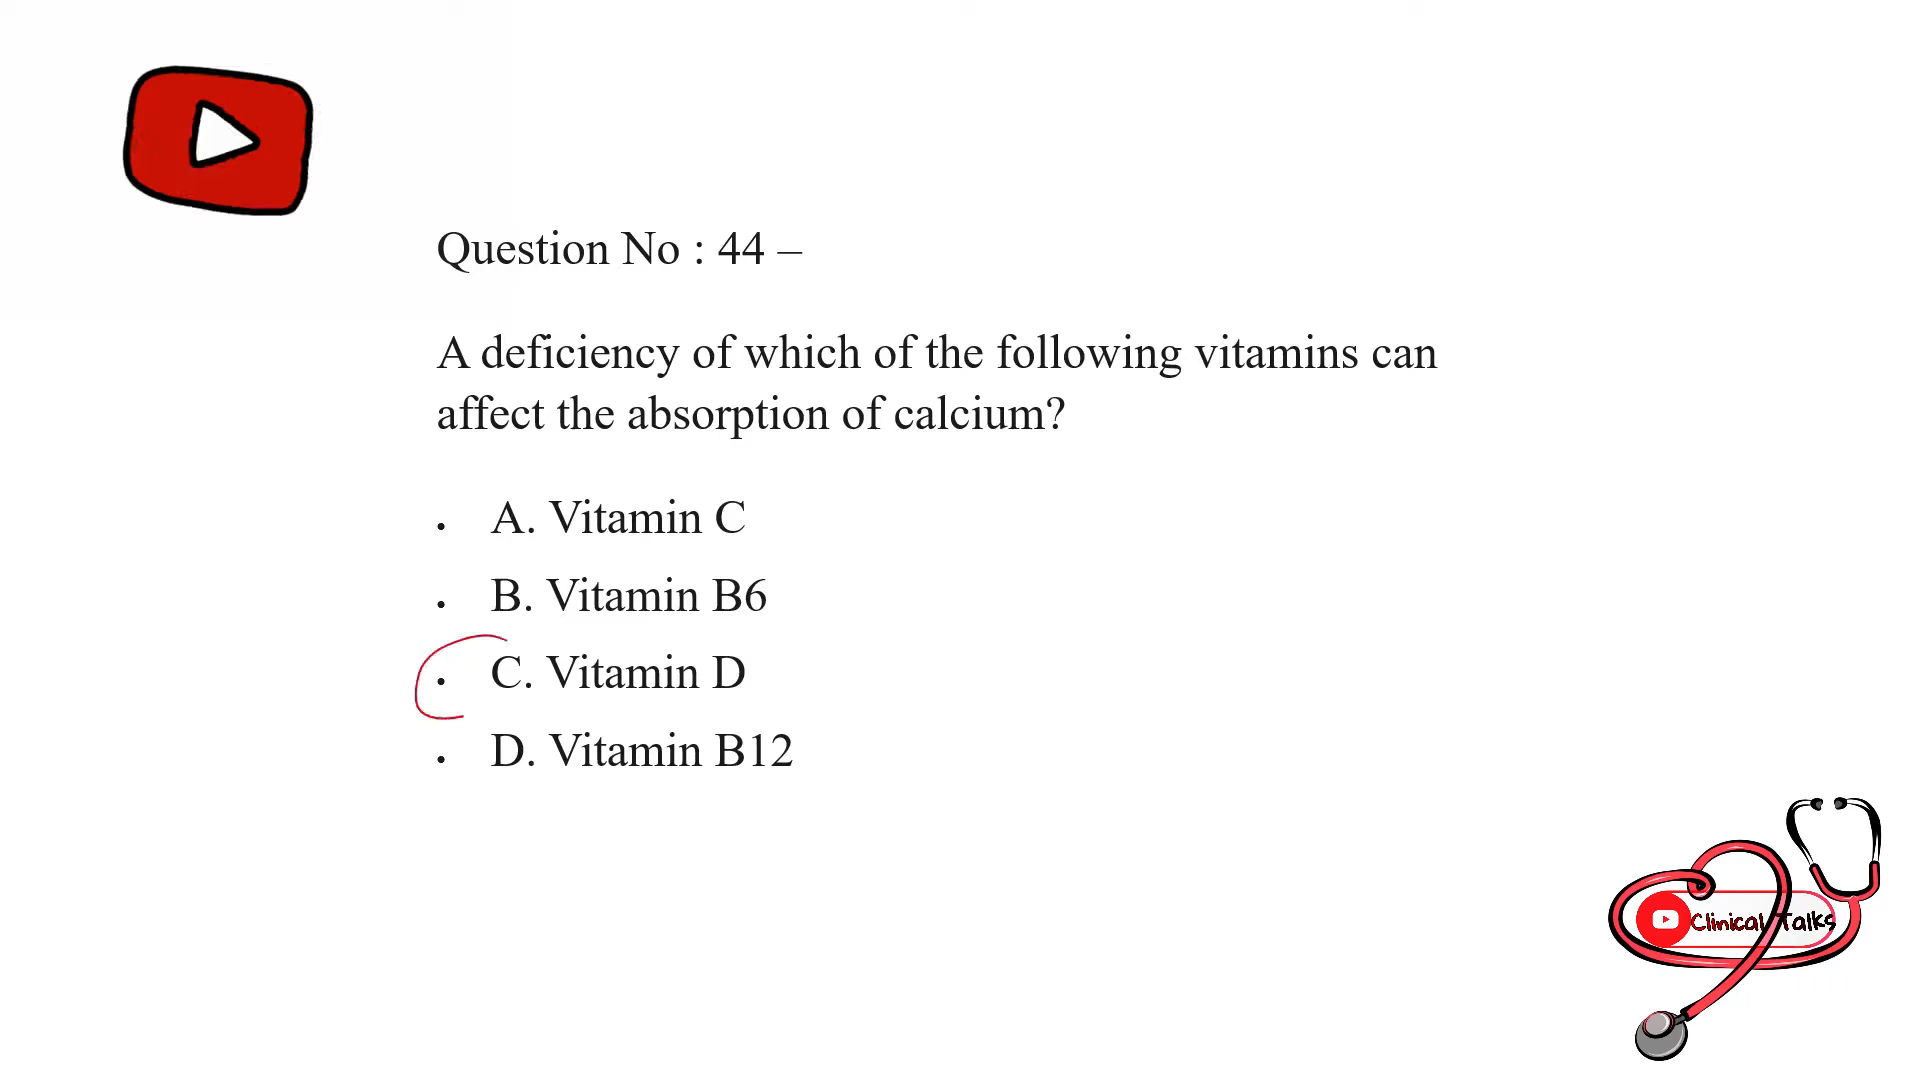 Question No : 44 –
A deficiency of which of the following vitamins can
affect the absorption of calcium?
• A. Vitamin C
• B. Vitamin B6
• C. Vitamin D
• D. Vitamin B12
Clinical Talks